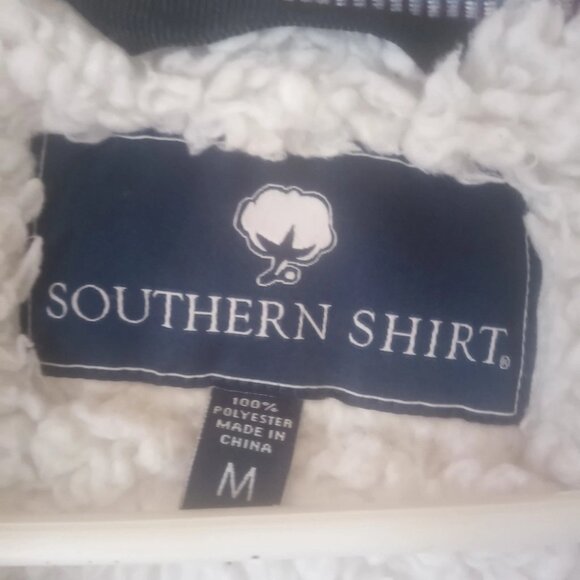 SOUTHERN SHIRT®
100%
POLYESTER
MADE IN
CHINA
M